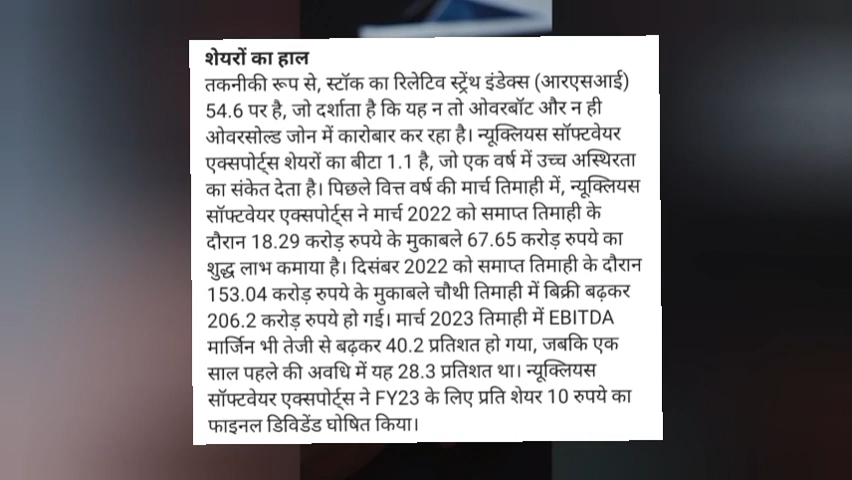 शेयरों का हाल
तकनीकी रूप से, स्टॉक का रिलेटिव स्ट्रेंथ इंडेक्स (आरएसआई)
54.6 पर है, जो दर्शाता है कि यह न तो ओवरबॉट और न ही
ओवरसोल्ड जोन में कारोबार कर रहा है। न्यूक्लियस सॉफ्टवेयर
एक्सपोर्ट्स शेयरों का बीटा 1.1 है, जो एक वर्ष में उच्च अस्थिरता
का संकेत देता है। पिछले वित्त वर्ष की मार्च तिमाही में, न्यूक्लियस
सॉफ्टवेयर एक्सपोर्ट्स ने मार्च 2022 को समाप्त तिमाही के
दौरान 18.29 करोड़ रुपये के मुकाबले 67.65 करोड़ रुपये का
शुद्ध लाभ कमाया है। दिसंबर 2022 को समाप्त तिमाही के दौरान
153.04 करोड़ रुपये के मुकाबले चौथी तिमाही में बिक्री बढ़कर
206.2 करोड़ रुपये हो गई। मार्च 2023 तिमाही में EBITDA
मार्जिन भी तेजी से बढ़कर 40.2 प्रतिशत हो गया, जबकि एक
साल पहले की अवधि में यह 28.3 प्रतिशत था। न्यूक्लियस
सॉफ्टवेयर एक्सपोर्ट्स ने FY23 के लिए प्रति शेयर 10 रुपये का
फाइनल डिविडेंड घोषित किया।